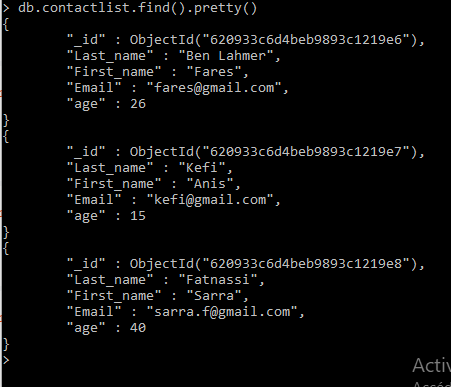 > db.contactlist.find().pretty()
{
        "_id" : ObjectId("620933c6d4beb9893c1219e6"),
        "Last_name" : "Ben Lahmer",
        "First_name" : "Fares",
        "Email" : "fares@gmail.com",
        "age" : 26
}
{
        "_id" : ObjectId("620933c6d4beb9893c1219e7"),
        "Last_name" : "Kefi",
        "First_name" : "Anis",
        "Email" : "kefi@gmail.com",
        "age" : 15
}
{
        "_id" : ObjectId("620933c6d4beb9893c1219e8"),
        "Last_name" : "Fatnassi",
        "First_name" : "Sarra",
        "Email" : "sarra.f@gmail.com",
        "age" : 40
}
>
Activ